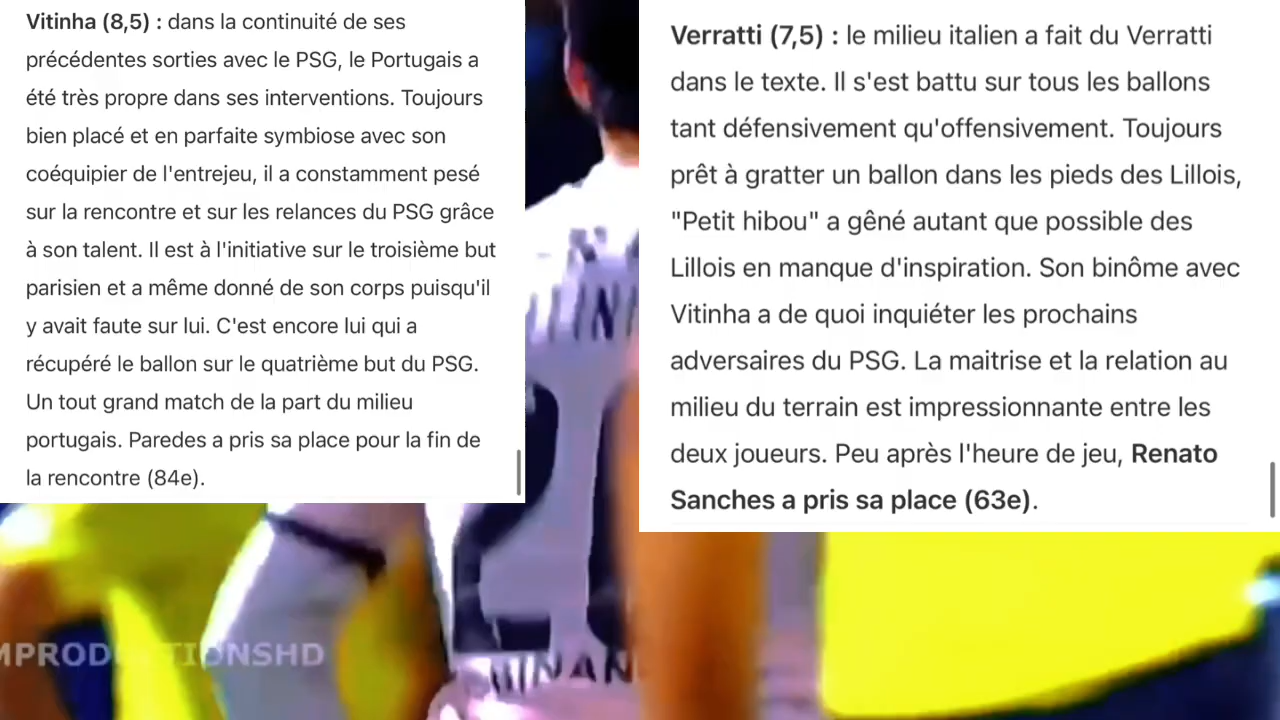 Vitinha (8,5) : dans la continuité de ses
précédentes sorties avec le PSG, le Portugais a
été très propre dans ses interventions. Toujours
bien placé et en parfaite symbiose avec son
coéquipier de l'entrejeu, il a constamment pesé
sur la rencontre et sur les relances du PSG grâce
à son talent. Il est à l'initiative sur le troisième but
parisien et a même donné de son corps puisqu'il
y avait faute sur lui. C'est encore lui qui a
récupéré le ballon sur le quatrième but du PSG.
Un tout grand match de la part du milieu
portugais. Paredes a pris sa place pour la fin de
la rencontre (84e).
Verratti (7,5) : le milieu italien a fait du Verratti
dans le texte. Il s'est battu sur tous les ballons
tant défensivement qu'offensivement. Toujours
prêt à gratter un ballon dans les pieds des Lillois,
"Petit hibou" a gêné autant que possible des
Lillois en manque d'inspiration. Son binôme avec
Vitinha a de quoi inquiéter les prochains
adversaires du PSG. La maitrise et la relation au
milieu du terrain est impressionnante entre les
deux joueurs. Peu après l'heure de jeu, Renato
Sanches a pris sa place (63e).